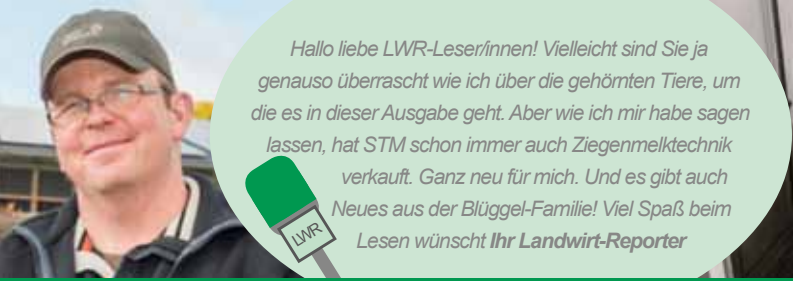 Hallo liebe LWR-Leser/innen! Vielleicht sind Sie ja
genauso überrascht wie ich über die gehörnten Tiere, um
die es in dieser Ausgabe geht. Aber wie ich mir habe sagen
lassen, hat STM schon immer auch Ziegenmelktechnik
verkauft. Ganz neu für mich. Und es gibt auch
Neues aus der Blüggel-Familie! Viel Spaß beim
Lesen wünscht Ihr Landwirt-Reporter
LWR